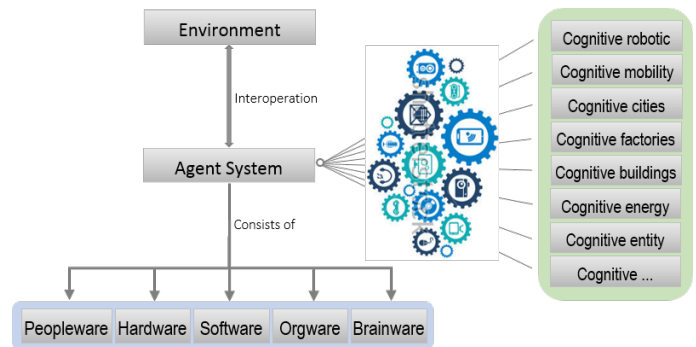 Environment
Interoperation
Agent System
Consists of
Peopleware
Hardware
Software
Orgware
Brainware
Cognitive robotic
Cognitive mobility
Cognitive cities
Cognitive factories
Cognitive buildings
Cognitive energy
Cognitive entity
Cognitive ...